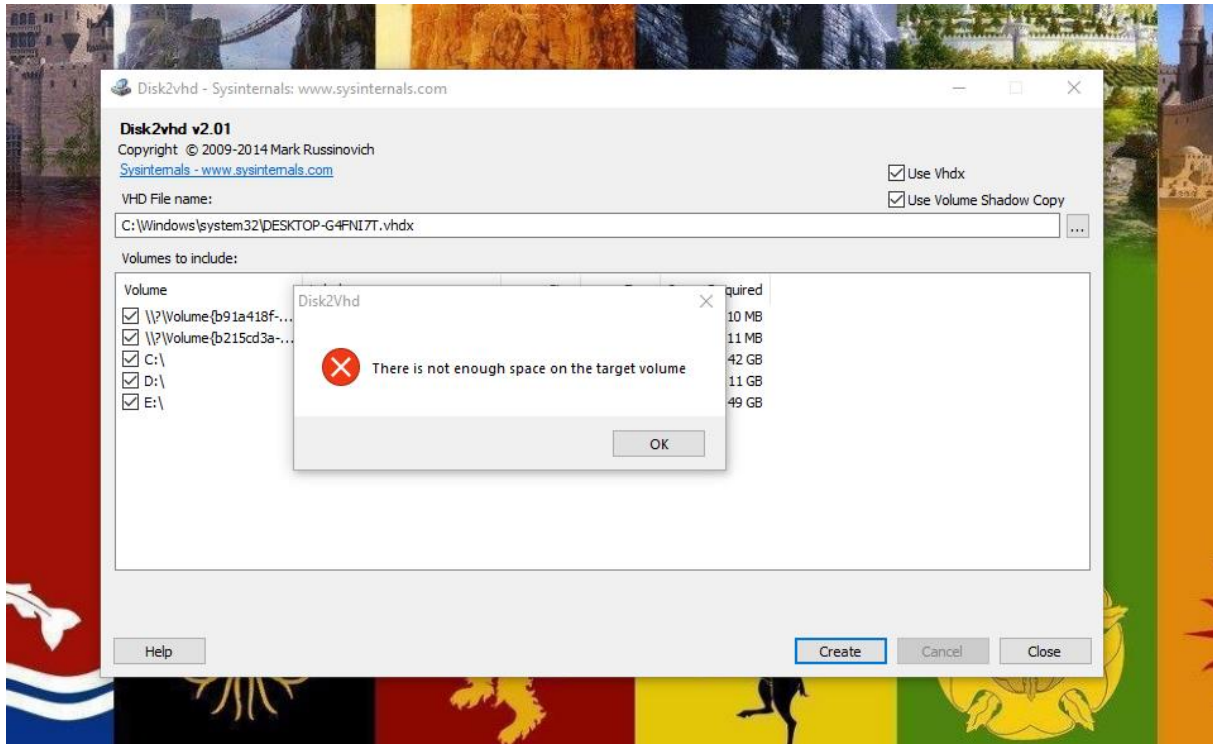 Disk2vhd - Sysinternals: www.sysinternals.com
Disk2vhd v2.01
Copyright © 2009-2014 Mark Russinovich
Sysinternals - www.sysinternals.com
Use Vhdx
VHD File name:
Use Volume Shadow Copy
C:\Windows\system32\DESKTOP-G4FNI7T.vhdx
...
Volumes to include:
Volume
quired
Disk2Vhd
\\?\Volume{b91a418f-...
10 MB
\\?\Volume{b215cd3a-...
11 MB
C:\
42 GB
There is not enough space on the target volume
D:\
11 GB
E:\
49 GB
OK
Help
Create
Cancel
Close